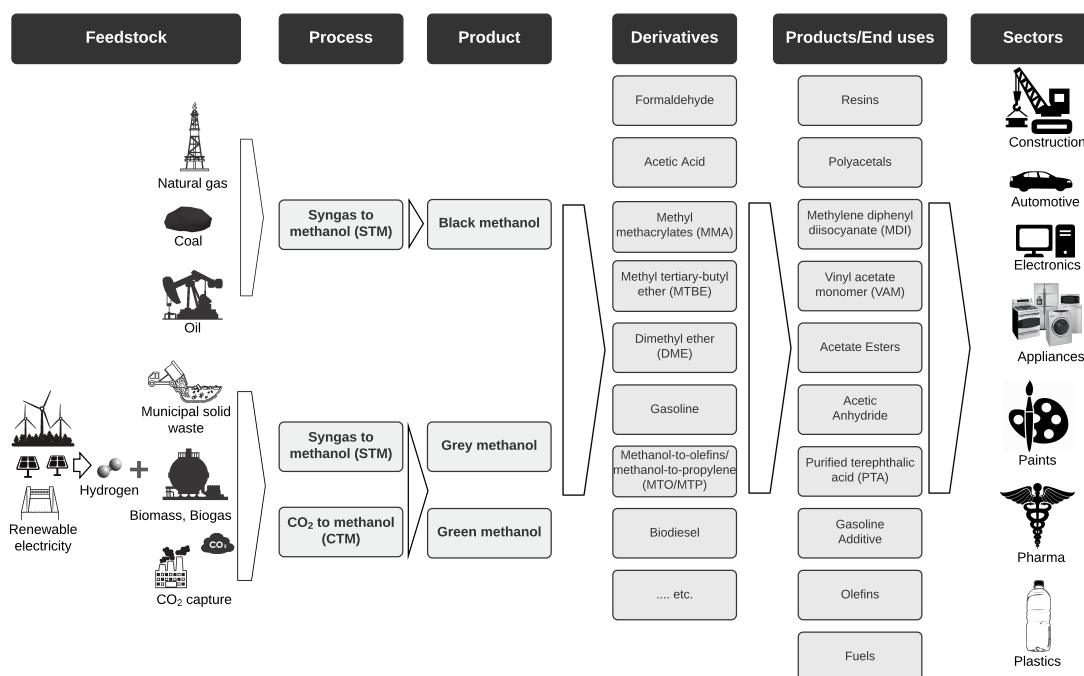 Feedstock
Process
Product
Derivatives
Products/End uses
Sectors
Natural gas
Coal
Oil
Municipal solid
waste
Hydrogen
Renewable
electricity
Biomass, Biogas
CO₂
CO₂ capture
Syngas to
methanol (STM)
Syngas to
methanol (STM)
CO₂ to methanol
(CTM)
Black methanol
Grey methanol
Green methanol
Formaldehyde
Acetic Acid
Methyl
methacrylates (MMA)
Methyl tertiary-butyl
ether (MTBE)
Dimethyl ether
(DME)
Gasoline
Methanol-to-olefins/
methanol-to-propylene
(MTO/MTP)
Biodiesel
.... etc.
Resins
Polyacetals
Methylene diphenyl
diisocyanate (MDI)
Vinyl acetate
monomer (VAM)
Acetate Esters
Acetic
Anhydride
Purified terephthalic
acid (PTA)
Gasoline
Additive
Olefins
Fuels
Construction
Automotive
Electronics
Appliances
Paints
Pharma
Plastics